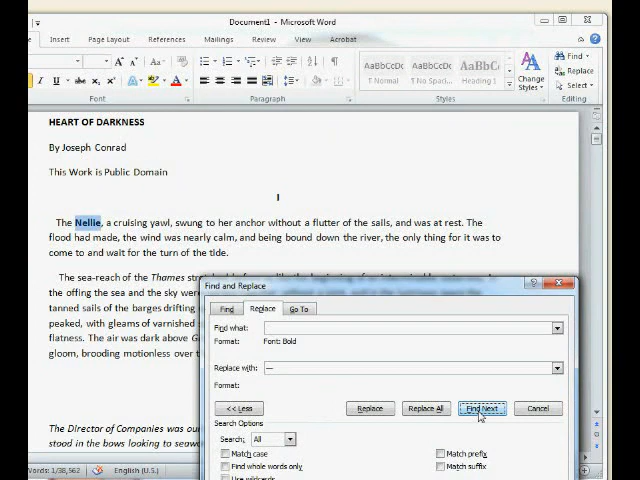 Document1 - Microsoft Word
Insert Page Layout References Mailings Review View Acrobat
Aa
AaBbCcDc AaBbCcDc AaBbC
¶ Normal ¶ No Spaci... Heading 1
Change Styles
Find
Replace
Select
Font Paragraph Styles Editing
HEART OF DARKNESS
By Joseph Conrad
This Work is Public Domain
I
The Nellie, a cruising yawl, swung to her anchor without a flutter of the sails, and was at rest. The
flood had made, the wind was nearly calm, and being bound down the river, the only thing for it was to
come to and wait for the turn of the tide.
The sea-reach of the Thames
the offing the sea and the sky were
tanned sails of the barges drifting
peaked, with gleams of varnished
flatness. The air was dark above
gloom, brooding motionless over
The Director of Companies was our
stood in the bows looking to seaw
Find and Replace
Find Replace Go To
Find what:
Format: Font: Bold
Replace with: —
Format:
<< Less Replace Replace All Find Next Cancel
Search Options
Search: All
Match case Match prefix
Find whole words only Match suffix
Use wildcards
Words: 1/38,562 English (U.S.)